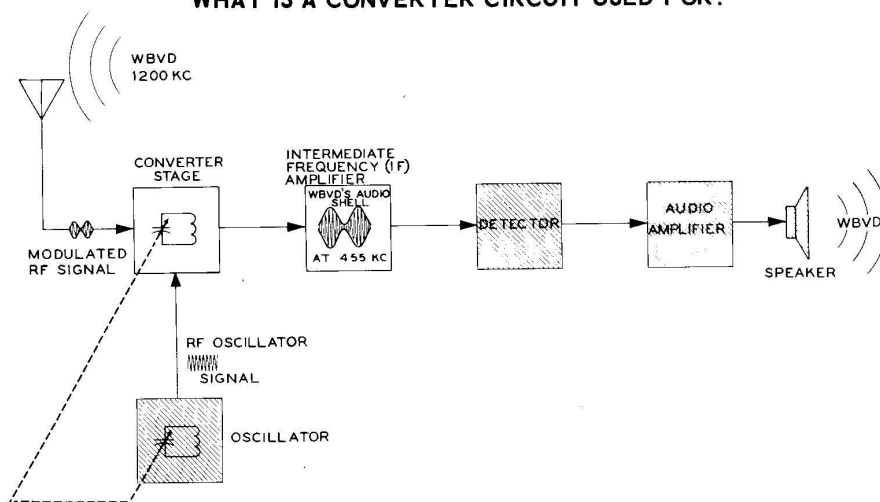 WHAT IS A CONVERTER CIRCUIT USED FOR?
WBVD
1200 KC
CONVERTER
STAGE
INTERMEDIATE
FREQUENCY (IF)
AMPLIFIER
WBVD'S AUDIO
SHELL
AT 455 KC
DETECTOR
AUDIO
AMPLIFIER
WBVD
SPEAKER
MODULATED
RF SIGNAL
RF OSCILLATOR
SIGNAL
OSCILLATOR